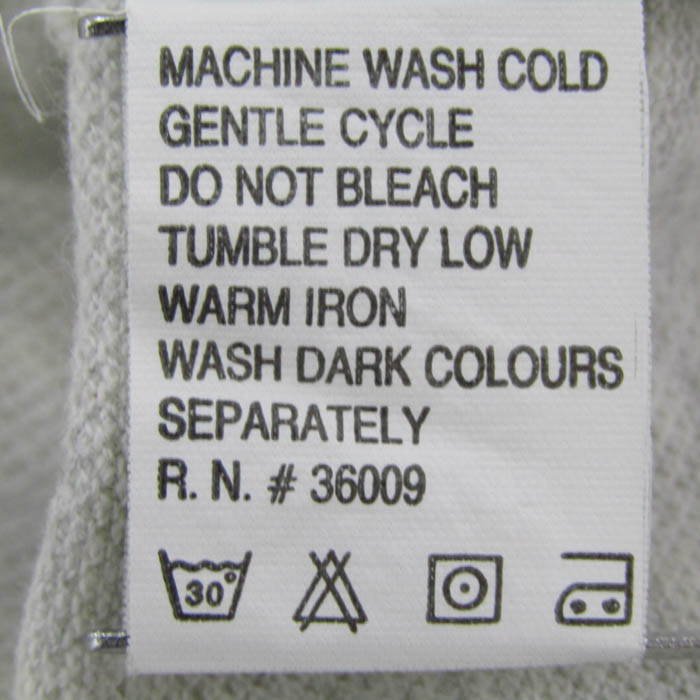 MACHINE WASH COLD
GENTLE CYCLE
DO NOT BLEACH
TUMBLE DRY LOW
WARM IRON
WASH DARK COLOURS
SEPARATELY
R. N. # 36009
30°